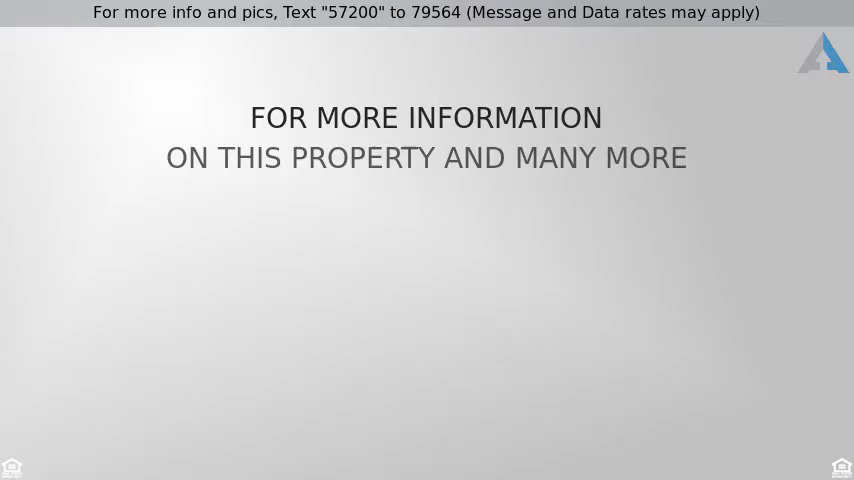 For more info and pics, Text "57200" to 79564 (Message and Data rates may apply)
FOR MORE INFORMATION
ON THIS PROPERTY AND MANY MORE